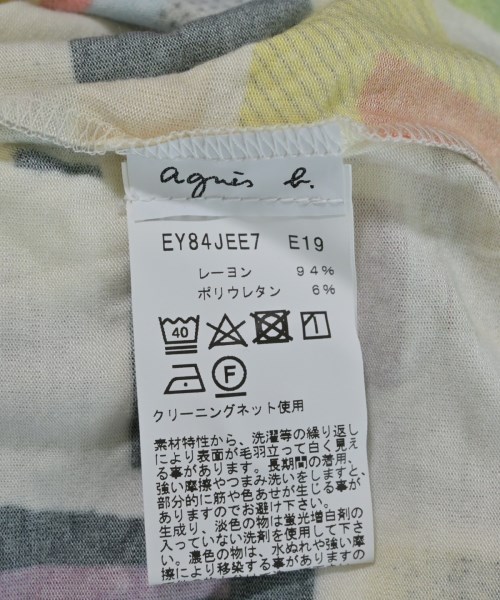 agnès b.
EY84JEE7 E19
レーヨン 94%
ポリウレタン 6%
40
F
クリーニングネット使用
素材特性から、洗濯等の繰り返し
により表面が毛羽立って白く見え
る事があります。長期間の着用、
強い摩擦やつまみ洗いをしますと、
部分的に筋や色あせが生じる事が
ありますのでお避け下さい。
生成り、淡色の物は蛍光増白剤の
入っていない洗剤を使用して下さ
い。濃色の物は、水ぬれや強い摩
擦により移染する事がありますの